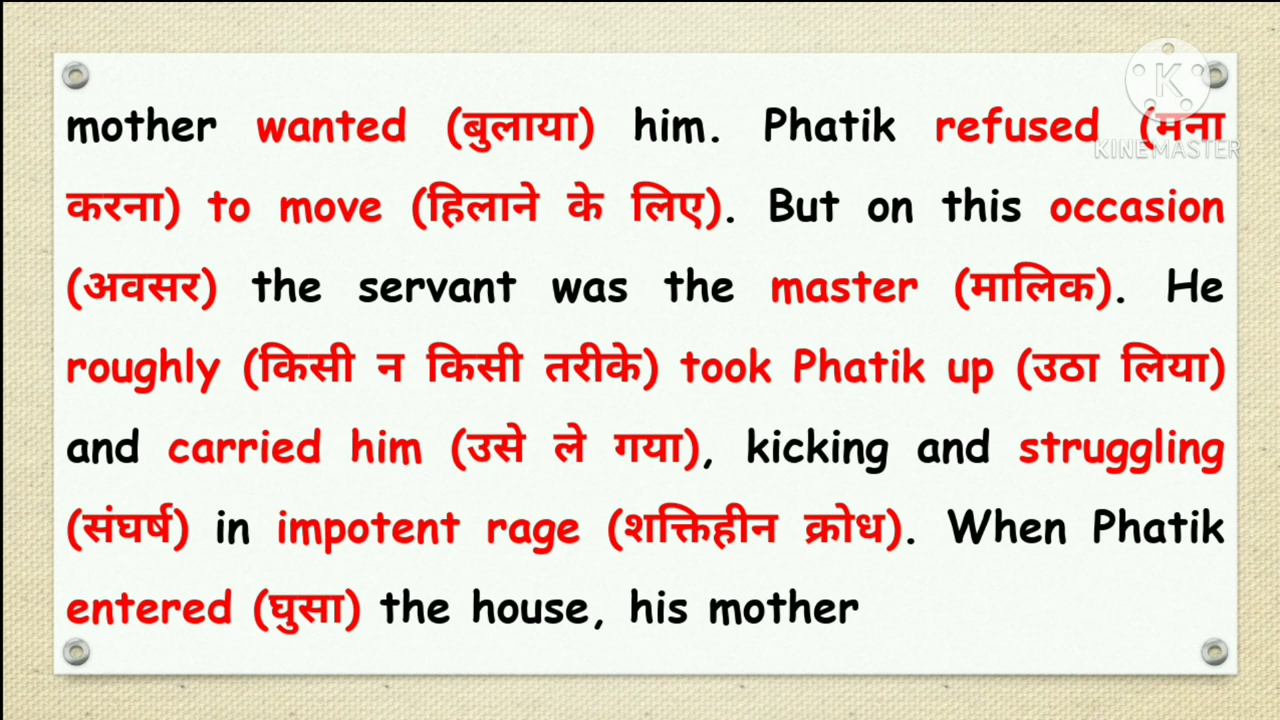 mother wanted (बुलाया) him. Phatik refused (मना
करना) to move (हिलाने के लिए). But on this occasion
(अवसर) the servant was the master (मालिक). He
roughly (किसी न किसी तरीके) took Phatik up (उठा लिया)
and carried him (उसे ले गया), kicking and struggling
(संघर्ष) in impotent rage (शक्तिहीन क्रोध). When Phatik
entered (घुसा) the house, his mother
K
KINEMASTER